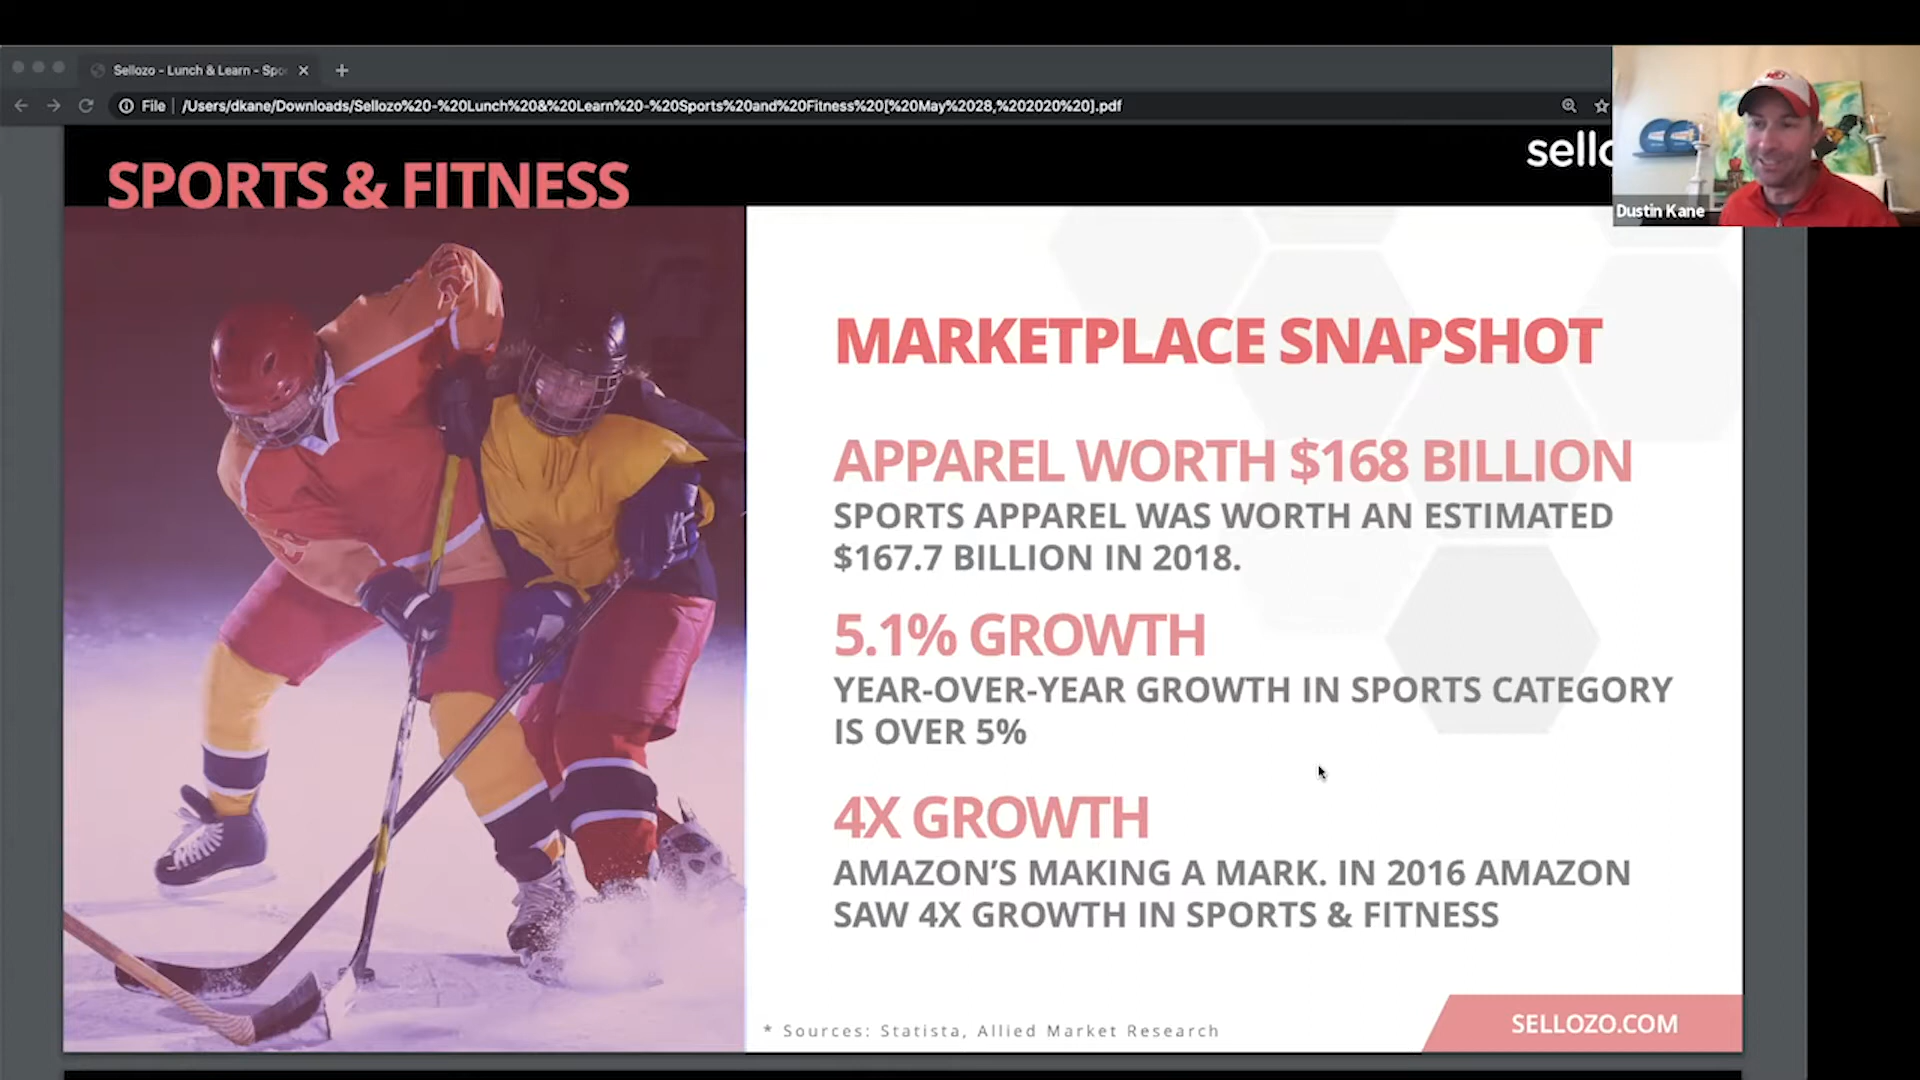 Sellozo - Lunch & Learn - Spo
File
/Users/dkane/Downloads/Sellozo%20-%20Lunch%20&%20Learn%20-%20Sports%20and%20Fitness%20[%20May%2028,%202020%20].pdf
SPORTS & FITNESS
sello
Dustin Kane
MARKETPLACE SNAPSHOT
APPAREL WORTH $168 BILLION
SPORTS APPAREL WAS WORTH AN ESTIMATED
$167.7 BILLION IN 2018.
5.1% GROWTH
YEAR-OVER-YEAR GROWTH IN SPORTS CATEGORY
IS OVER 5%
4X GROWTH
AMAZON'S MAKING A MARK. IN 2016 AMAZON
SAW 4X GROWTH IN SPORTS & FITNESS
* Sources: Statista, Allied Market Research
SELLOZO.COM